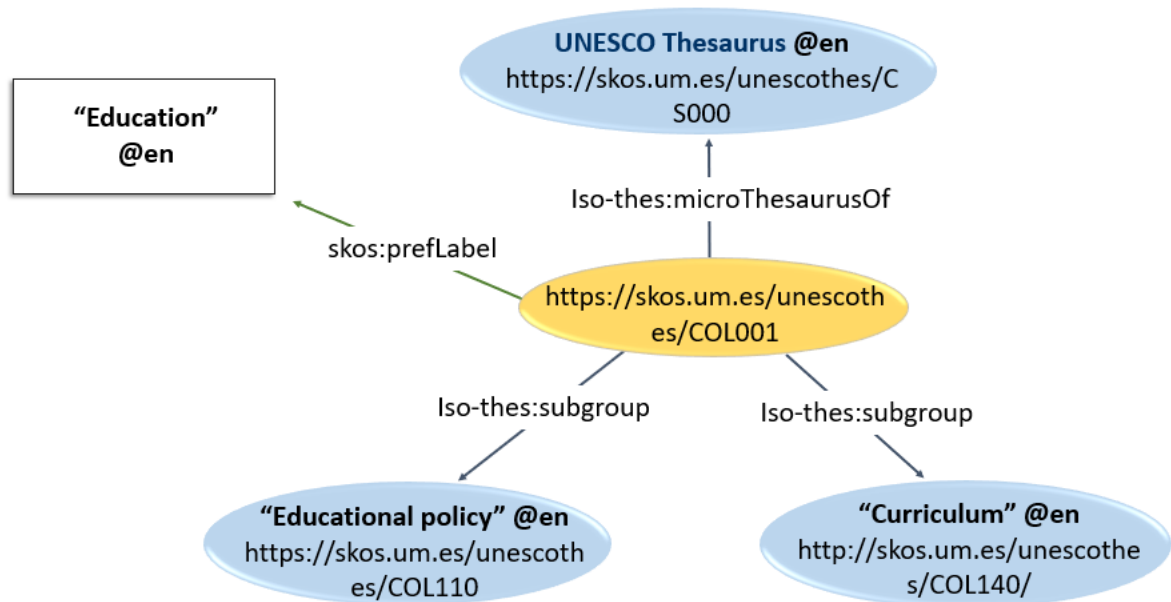 UNESCO Thesaurus @en
https://skos.um.es/unescothes/C
S000
“Education”
@en
Iso-thes:microThesaurusOf
skos:prefLabel
https://skos.um.es/unescoth
es/COL001
Iso-thes:subgroup
Iso-thes:subgroup
“Educational policy” @en
https://skos.um.es/unescoth
es/COL110
“Curriculum” @en
http://skos.um.es/unescothe
s/COL140/